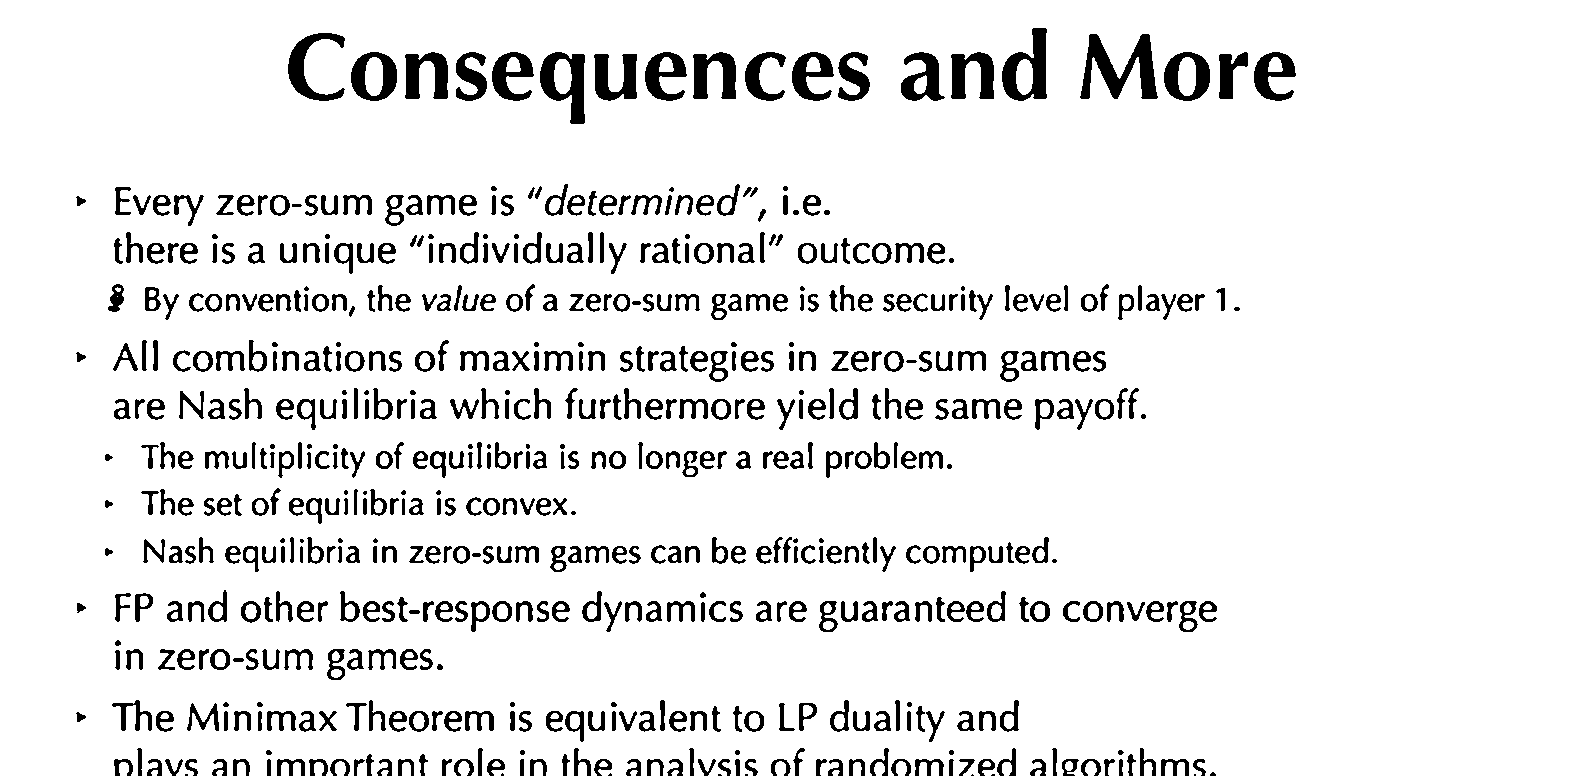 Consequences and More
‣ Every zero-sum game is “determined”, i.e.
there is a unique “individually rational” outcome.
By convention, the value of a zero-sum game is the security level of player 1.
‣ All combinations of maximin strategies in zero-sum games
are Nash equilibria which furthermore yield the same payoff.
‣ The multiplicity of equilibria is no longer a real problem.
‣ The set of equilibria is convex.
‣ Nash equilibria in zero-sum games can be efficiently computed.
‣ FP and other best-response dynamics are guaranteed to converge
in zero-sum games.
‣ The Minimax Theorem is equivalent to LP duality and
plays an important role in the analysis of randomized algorithms.